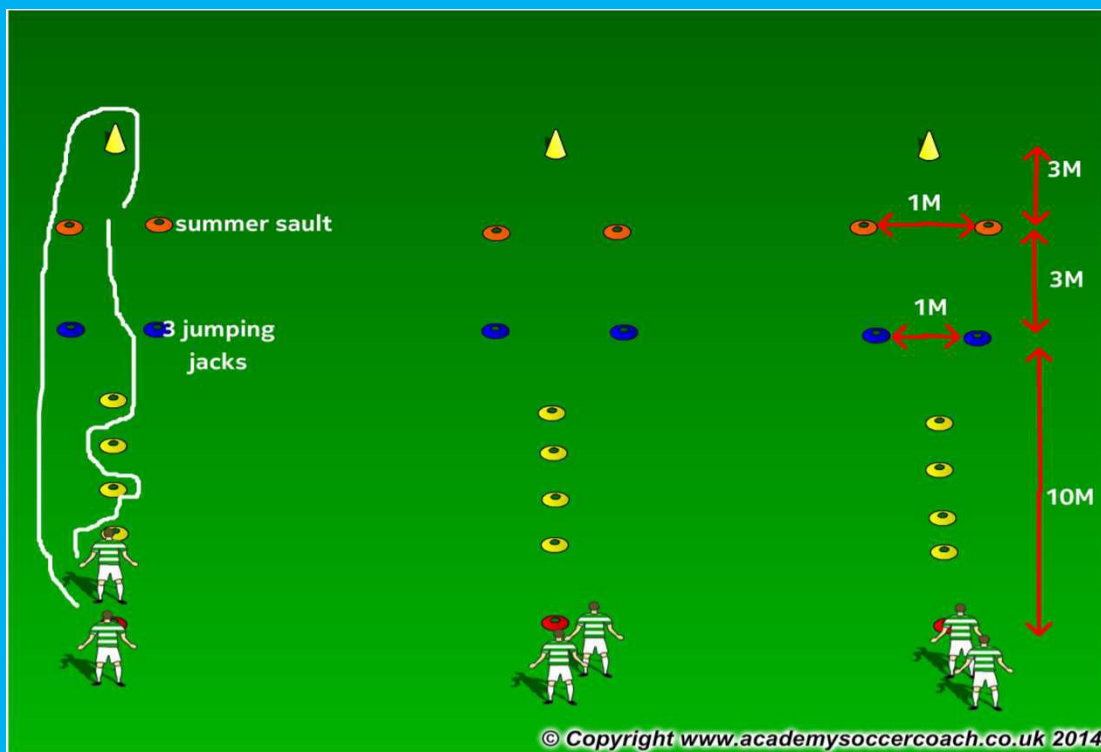 3M
1M
summer sault
3M
1M
3 jumping
jacks
10M
© Copyright www.academysoccercoach.co.uk 2014